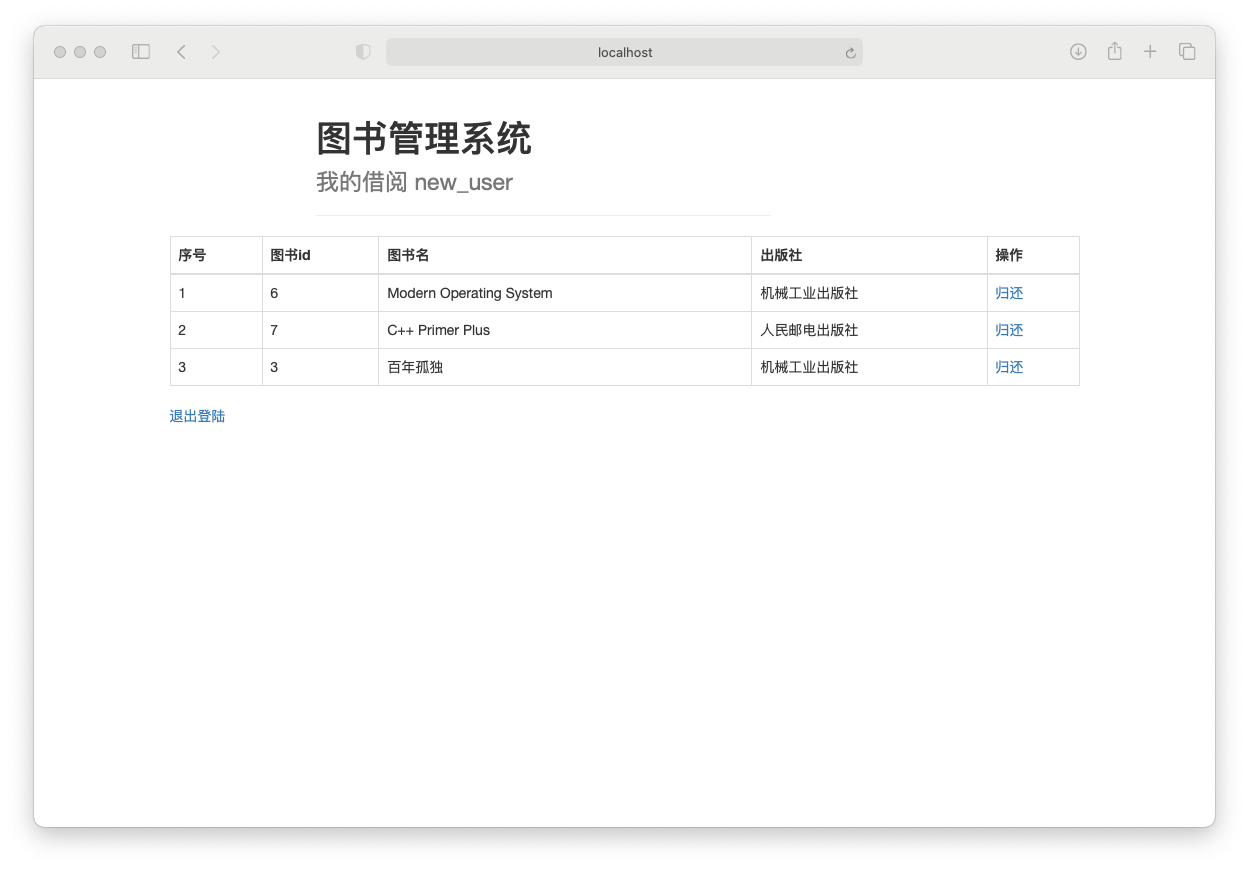 localhost
图书管理系统
我的借阅 new_user
序号 图书id 图书名 出版社 操作
1 6 Modern Operating System 机械工业出版社 归还
2 7 C++ Primer Plus 人民邮电出版社 归还
3 3 百年孤独 机械工业出版社 归还
退出登陆